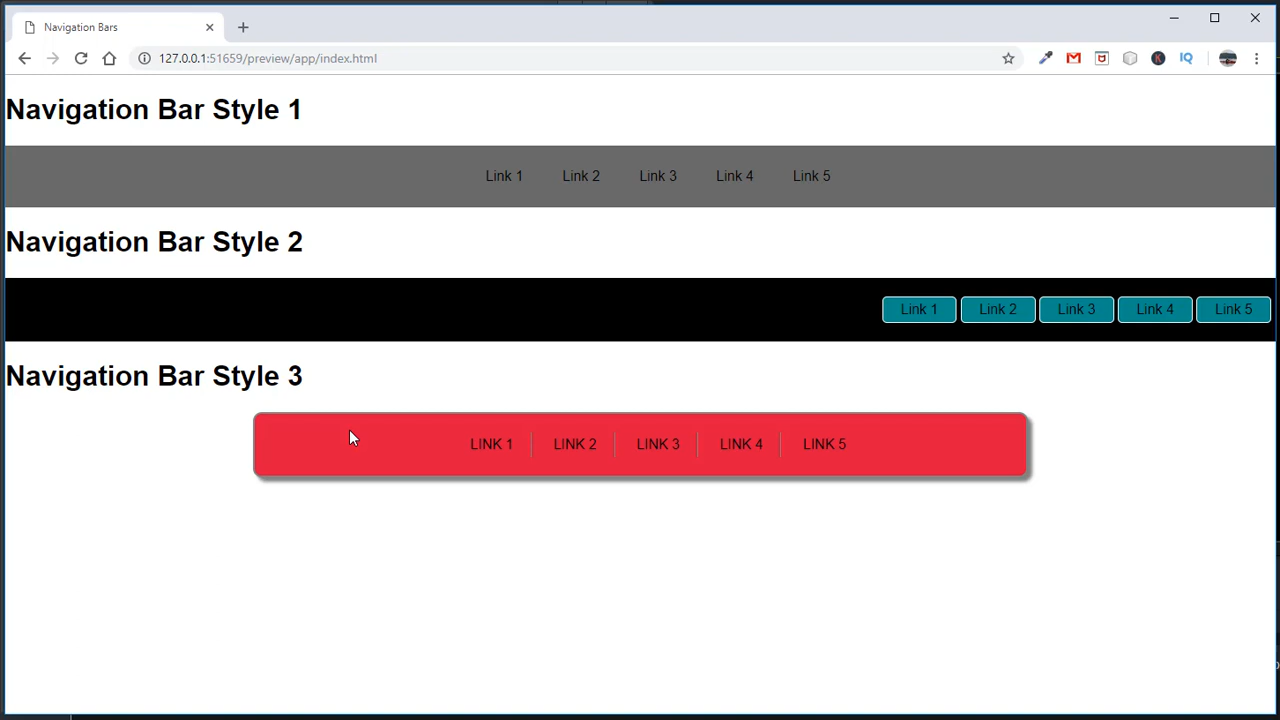 Navigation Bars
127.0.0.1:51659/preview/app/index.html
K
IQ
Navigation Bar Style 1
Link 1 Link 2 Link 3 Link 4 Link 5
Navigation Bar Style 2
Link 1 Link 2 Link 3 Link 4 Link 5
Navigation Bar Style 3
LINK 1 LINK 2 LINK 3 LINK 4 LINK 5